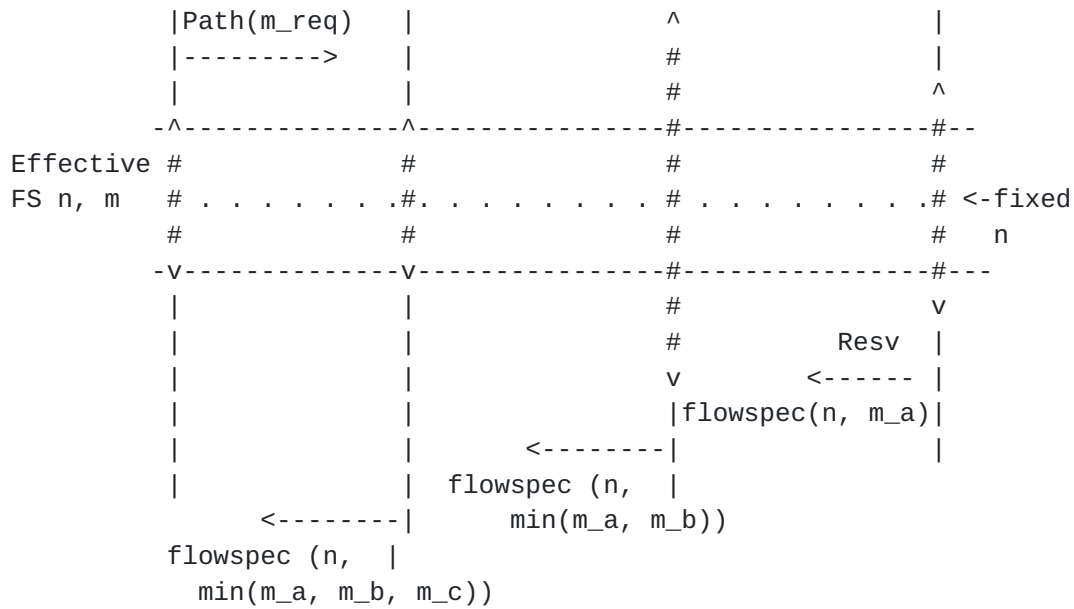 |Path(m_req)   |                ^                |
         |--------->    |                #                |
         |              |                #                ^
        -^--------------^----------------#----------------#--
Effective #              #                #                #
FS n, m   # . . . . . . .#. . . . . . . . # . . . . . . . .# <-fixed
          #              #                #                #   n
        -v--------------v----------------#----------------#---
         |              |                #                v
         |              |                #          Resv  |
         |              |                v        <------ |
         |              |                |flowspec(n, m_a)|
         |              |       <--------|                |
         |              |  flowspec (n,  |
               <--------|      min(m_a, m_b))
         flowspec (n,  |
           min(m_a, m_b, m_c))